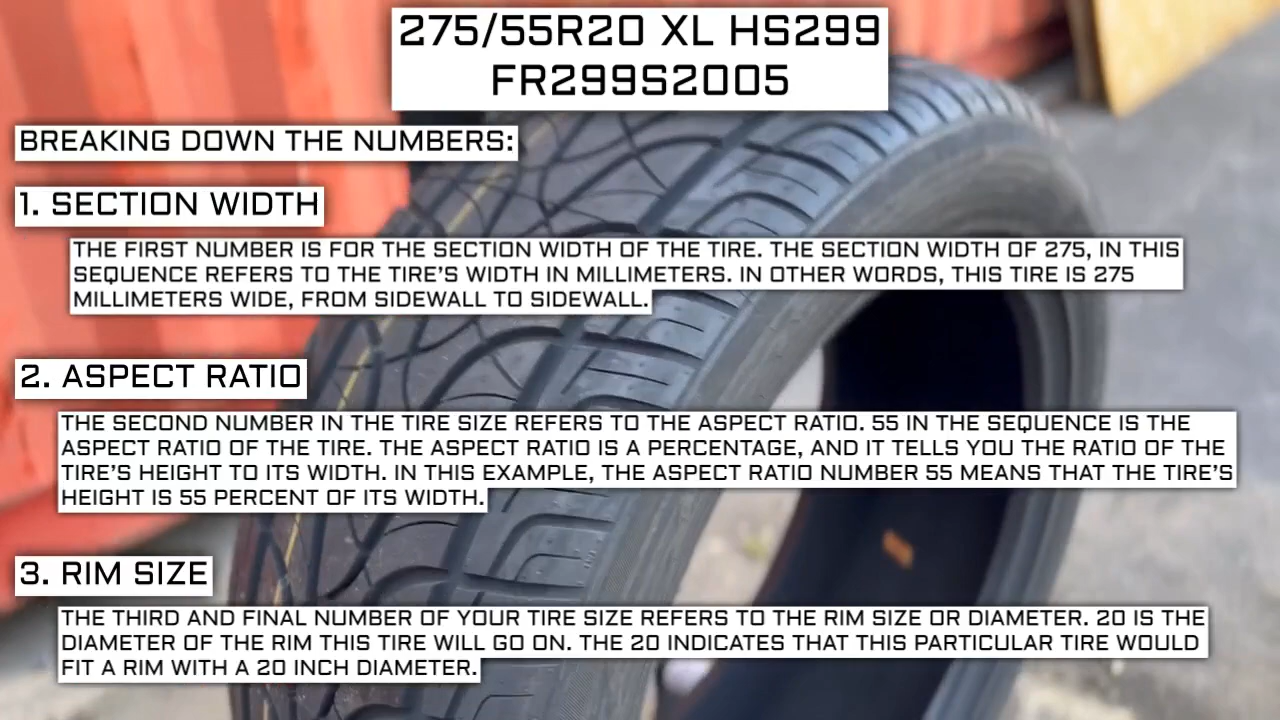 275/55R20 XL HS299
FR299S2005
BREAKING DOWN THE NUMBERS:
1. SECTION WIDTH
THE FIRST NUMBER IS FOR THE SECTION WIDTH OF THE TIRE. THE SECTION WIDTH OF 275, IN THIS
SEQUENCE REFERS TO THE TIRE'S WIDTH IN MILLIMETERS. IN OTHER WORDS, THIS TIRE IS 275
MILLIMETERS WIDE, FROM SIDEWALL TO SIDEWALL.
2. ASPECT RATIO
THE SECOND NUMBER IN THE TIRE SIZE REFERS TO THE ASPECT RATIO. 55 IN THE SEQUENCE IS THE
ASPECT RATIO OF THE TIRE. THE ASPECT RATIO IS A PERCENTAGE, AND IT TELLS YOU THE RATIO OF THE
TIRE'S HEIGHT TO ITS WIDTH. IN THIS EXAMPLE, THE ASPECT RATIO NUMBER 55 MEANS THAT THE TIRE'S
HEIGHT IS 55 PERCENT OF ITS WIDTH.
3. RIM SIZE
THE THIRD AND FINAL NUMBER OF YOUR TIRE SIZE REFERS TO THE RIM SIZE OR DIAMETER. 20 IS THE
DIAMETER OF THE RIM THIS TIRE WILL GO ON. THE 20 INDICATES THAT THIS PARTICULAR TIRE WOULD
FIT A RIM WITH A 20 INCH DIAMETER.